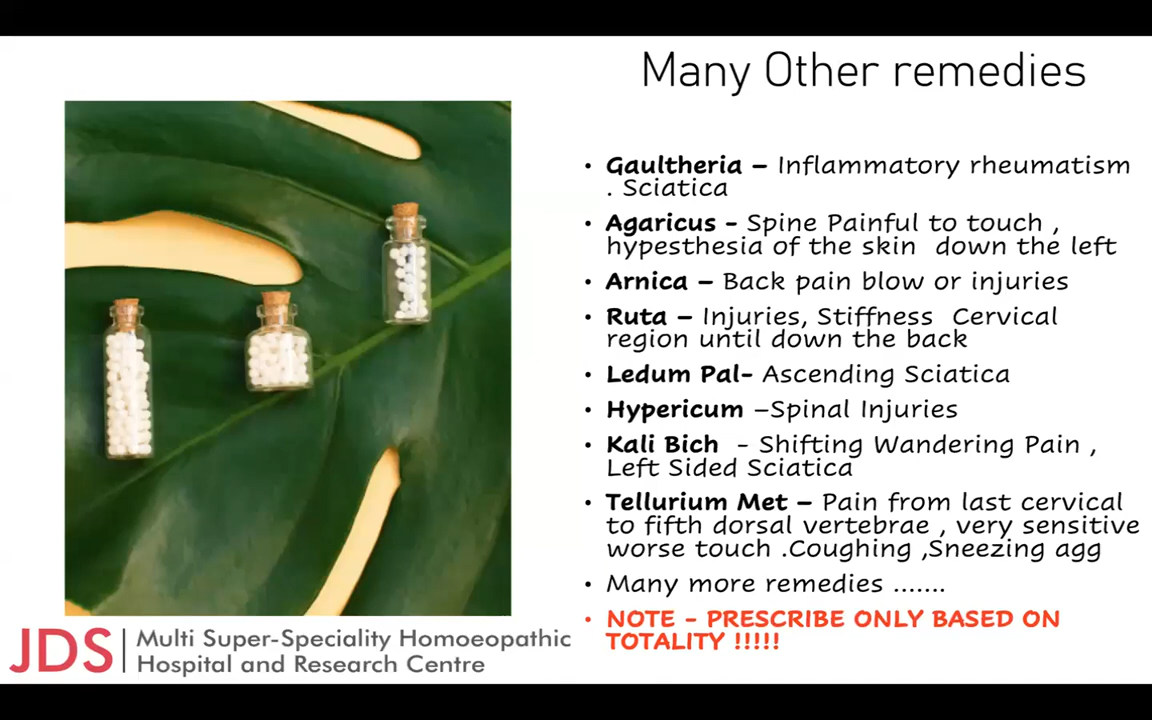 Many Other remedies
• Gaultheria – Inflammatory rheumatism
. Sciatica
• Agaricus - Spine Painful to touch ,
hypesthesia of the skin down the left
• Arnica – Back pain blow or injuries
• Ruta – Injuries, Stiffness Cervical
region until down the back
• Ledum Pal- Ascending Sciatica
• Hypericum –Spinal Injuries
• Kali Bich - Shifting Wandering Pain ,
Left Sided Sciatica
• Tellurium Met – Pain from last cervical
to fifth dorsal vertebrae , very sensitive
worse touch .Coughing ,Sneezing agg
• Many more remedies .......
• NOTE - PRESCRIBE ONLY BASED ON
TOTALITY !!!!!
JDS
Multi Super-Speciality Homoeopathic
Hospital and Research Centre